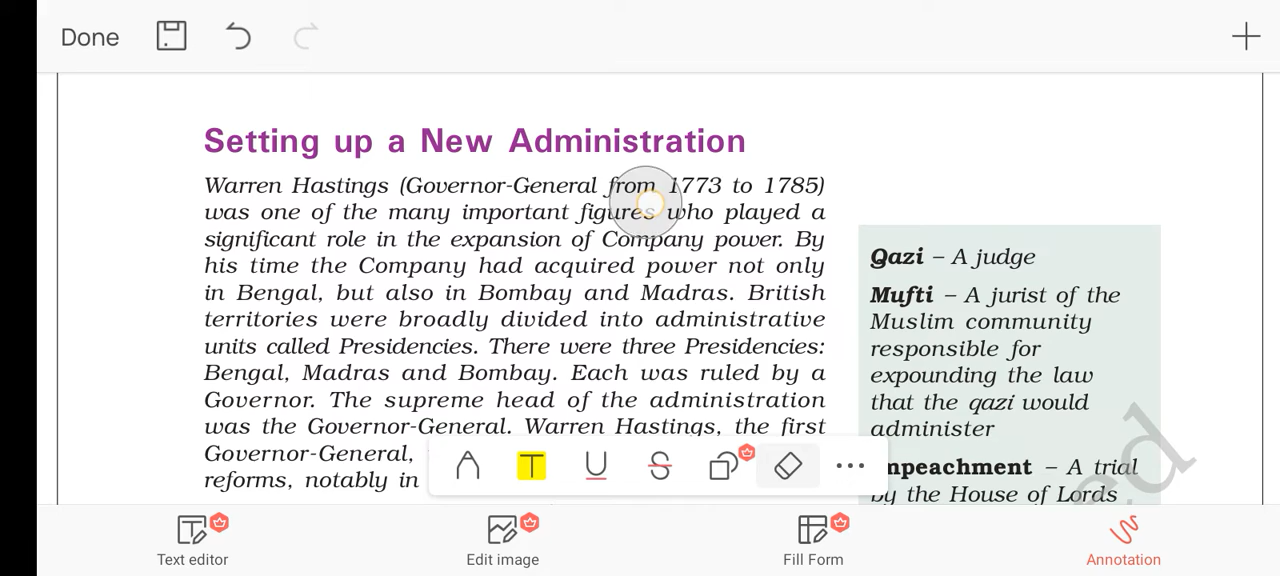 Done
Setting up a New Administration
Warren Hastings (Governor-General from 1773 to 1785)
was one of the many important figures who played a
significant role in the expansion of Company power. By
his time the Company had acquired power not only
in Bengal, but also in Bombay and Madras. British
territories were broadly divided into administrative
units called Presidencies. There were three Presidencies:
Bengal, Madras and Bombay. Each was ruled by a
Governor. The supreme head of the administration
was the Governor-General. Warren Hastings, the first
Governor-General,
reforms, notably in
Qazi – A judge
Mufti – A jurist of the
Muslim community
responsible for
expounding the law
that the qazi would
administer
mpeachment – A trial
by the House of Lords
ed
T
U
S
Text editor
Edit image
Fill Form
Annotation